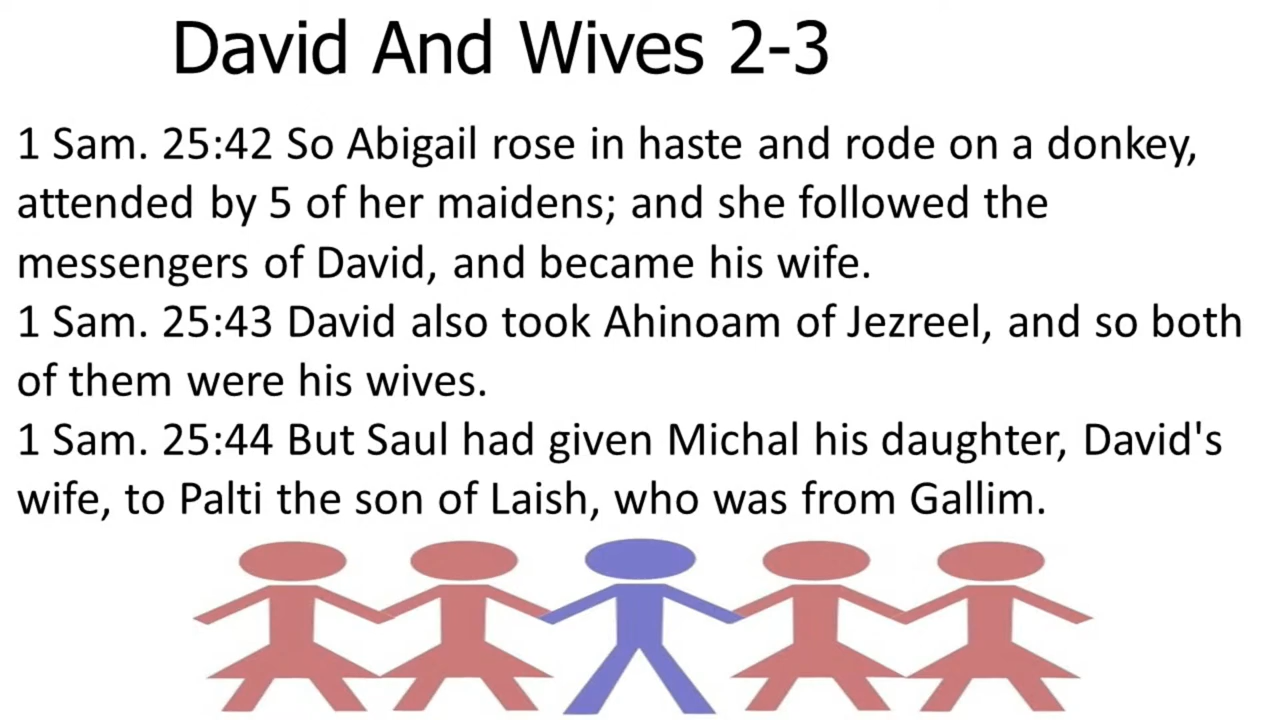 David And Wives 2-3
1 Sam. 25:42 So Abigail rose in haste and rode on a donkey,
attended by 5 of her maidens; and she followed the
messengers of David, and became his wife.
1 Sam. 25:43 David also took Ahinoam of Jezreel, and so both
of them were his wives.
1 Sam. 25:44 But Saul had given Michal his daughter, David's
wife, to Palti the son of Laish, who was from Gallim.